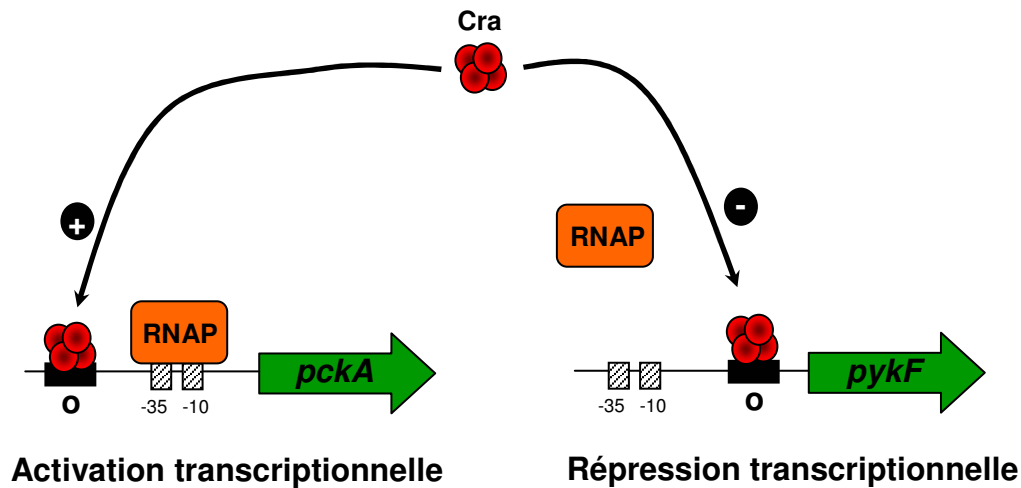 Cra
+
-
RNAP
RNAP
pckA
pykF
O
-35 -10
-35 -10
O
Activation transcriptionnelle
Répression transcriptionnelle